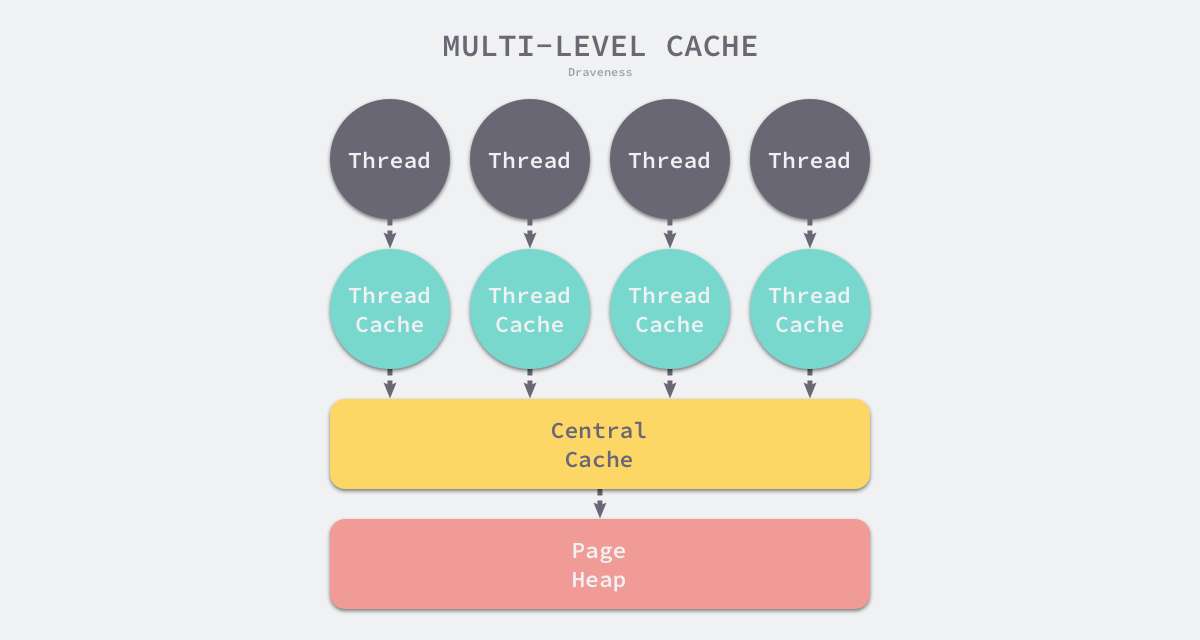 MULTI-LEVEL CACHE
Draveness
Thread Thread Thread Thread
Thread Thread Thread Thread
Cache Cache Cache Cache
Central
Cache
Page
Heap